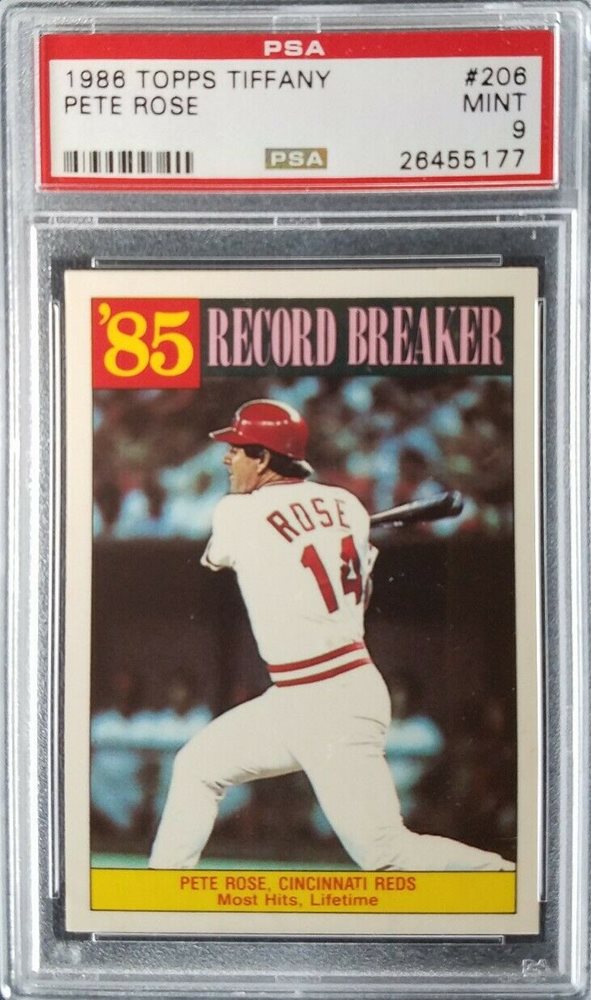 PSA
1986 TOPPS TIFFANY #206
PETE ROSE MINT
9
PSA 26455177
'85 RECORD BREAKER
ROSE
14
PETE ROSE, CINCINNATI REDS
Most Hits, Lifetime